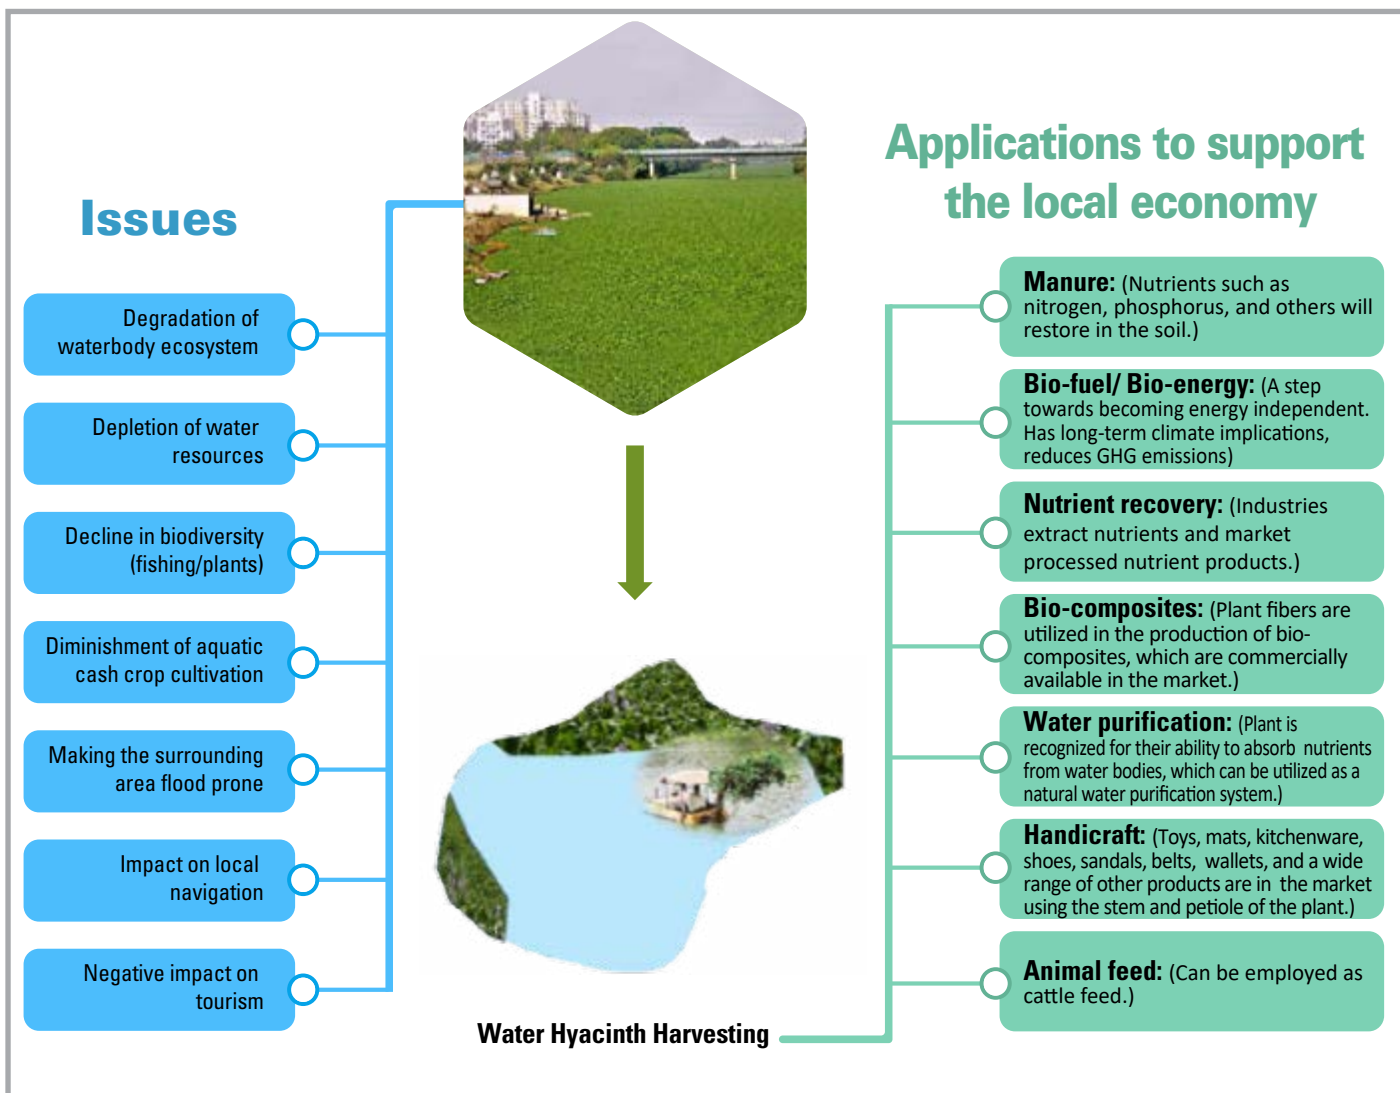 Issues
Degradation of
waterbody ecosystem
Depletion of water
resources
Decline in biodiversity
(fishing/plants)
Diminishment of aquatic
cash crop cultivation
Making the surrounding
area flood prone
Impact on local
navigation
Negative impact on
tourism
Water Hyacinth Harvesting
Applications to support
the local economy
Manure: (Nutrients such as
nitrogen, phosphorus, and others will
restore in the soil.)
Bio-fuel/ Bio-energy: (A step
towards becoming energy independent.
Has long-term climate implications,
reduces GHG emissions)
Nutrient recovery: (Industries
extract nutrients and market
processed nutrient products.)
Bio-composites: (Plant fibers are
utilized in the production of bio-
composites, which are commercially
available in the market.)
Water purification: (Plant is
recognized for their ability to absorb nutrients
from water bodies, which can be utilized as a
natural water purification system.)
Handicraft: (Toys, mats, kitchenware,
shoes, sandals, belts, wallets, and a wide
range of other products are in the market
using the stem and petiole of the plant.)
Animal feed: (Can be employed as
cattle feed.)